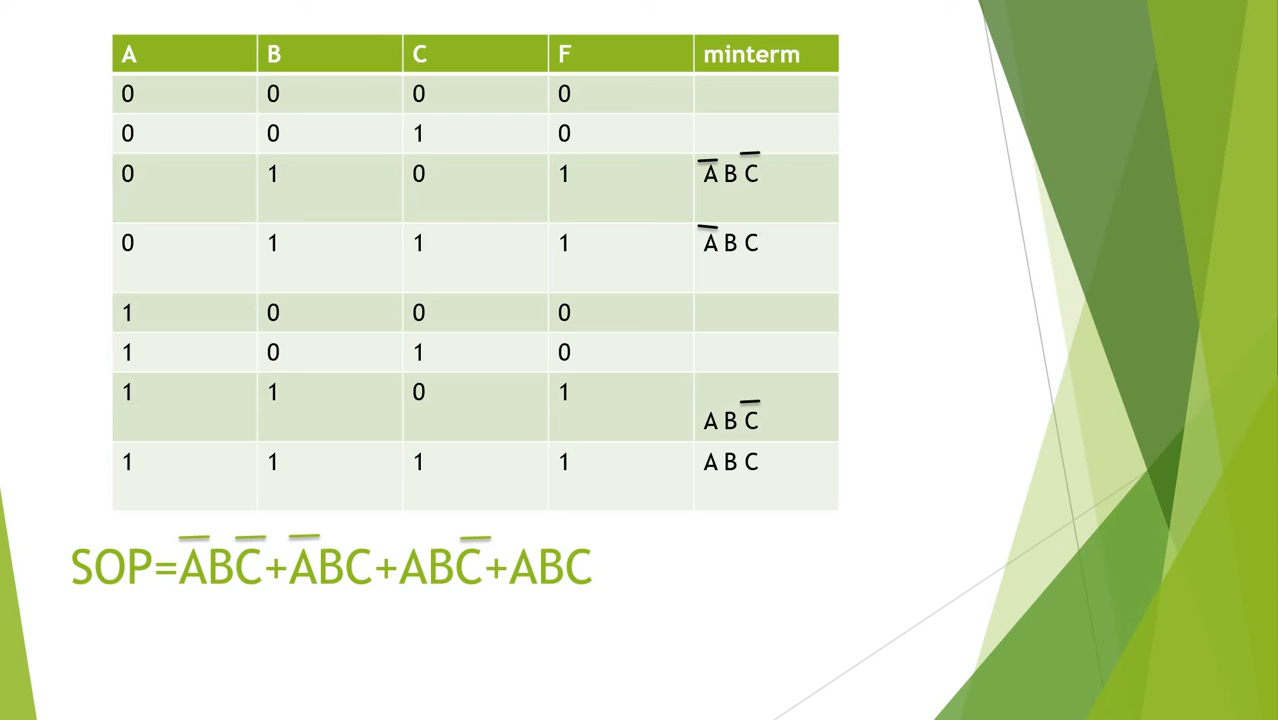 A B C F minterm
0 0 0 0
0 0 1 0
0 1 0 1 A̅ B C̅
0 1 1 1 A̅ B C
1 0 0 0
1 0 1 0
1 1 0 1 A B C̅
1 1 1 1 A B C
SOP=A̅BC̅+A̅BC+ABC̅+ABC